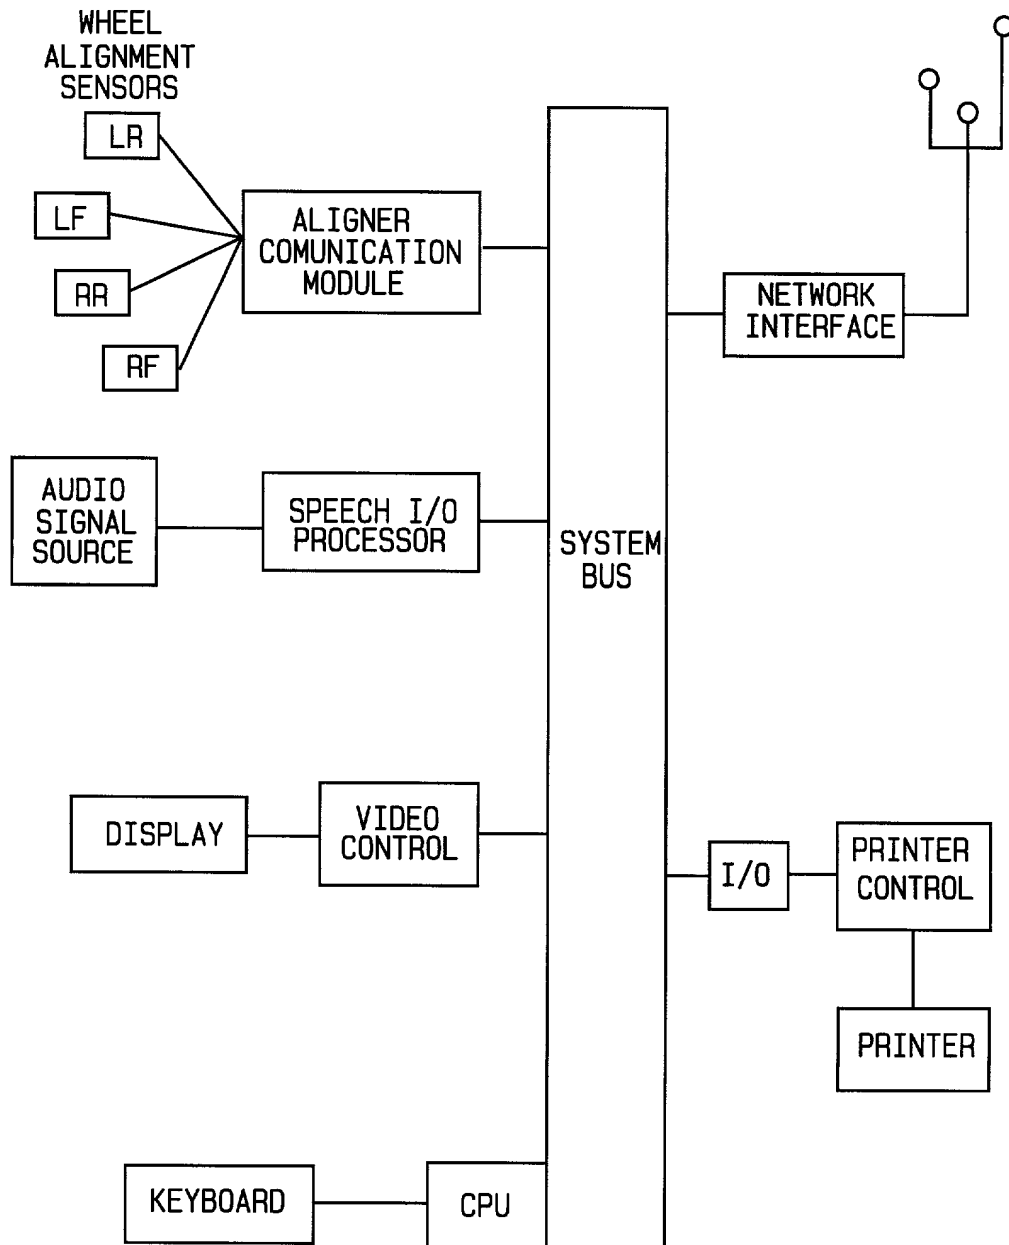 WHEEL
ALIGNMENT
SENSORS
LR
LF
RR
RF
ALIGNER
COMUNICATION
MODULE
NETWORK
INTERFACE
AUDIO
SIGNAL
SOURCE
SPEECH I/O
PROCESSOR
SYSTEM
BUS
DISPLAY
VIDEO
CONTROL
I/O
PRINTER
CONTROL
PRINTER
KEYBOARD
CPU